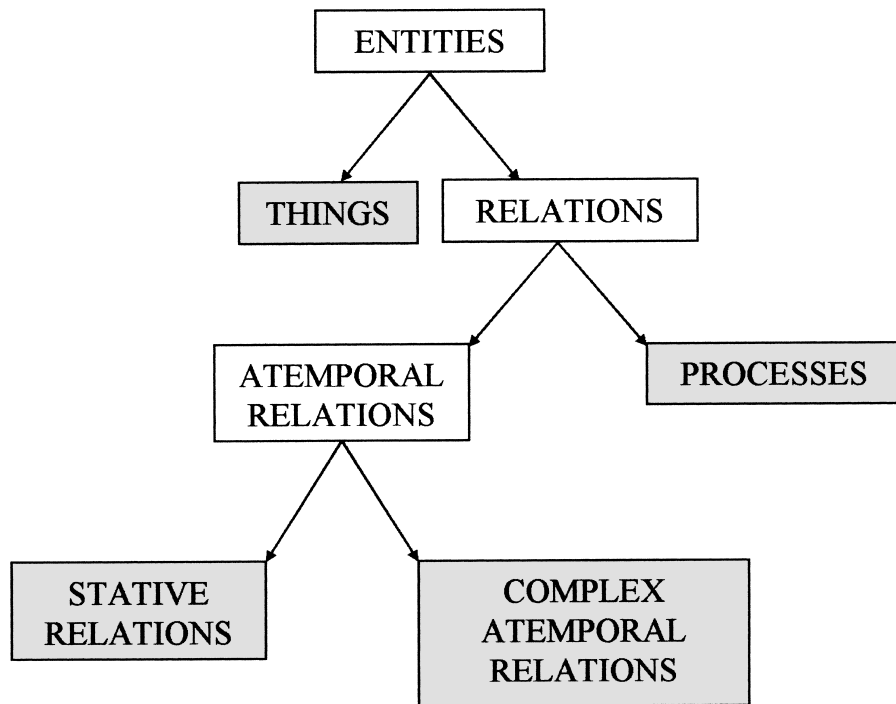 ENTITIES
THINGS
RELATIONS
ATEMPORAL
RELATIONS
PROCESSES
STATIVE
RELATIONS
COMPLEX
ATEMPORAL
RELATIONS